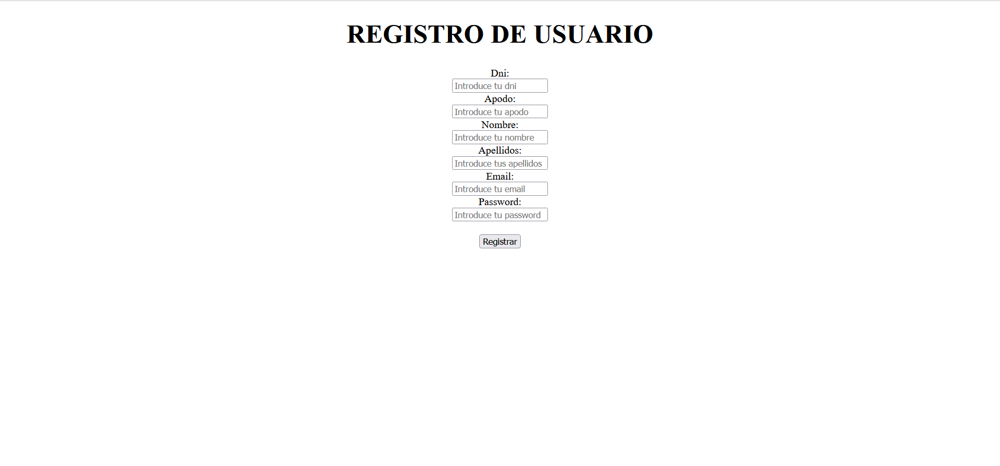 REGISTRO DE USUARIO
Dni:
Introduce tu dni
Apodo:
Introduce tu apodo
Nombre:
Introduce tu nombre
Apellidos:
Introduce tus apellidos
Email:
Introduce tu email
Password:
Introduce tu password
Registrar